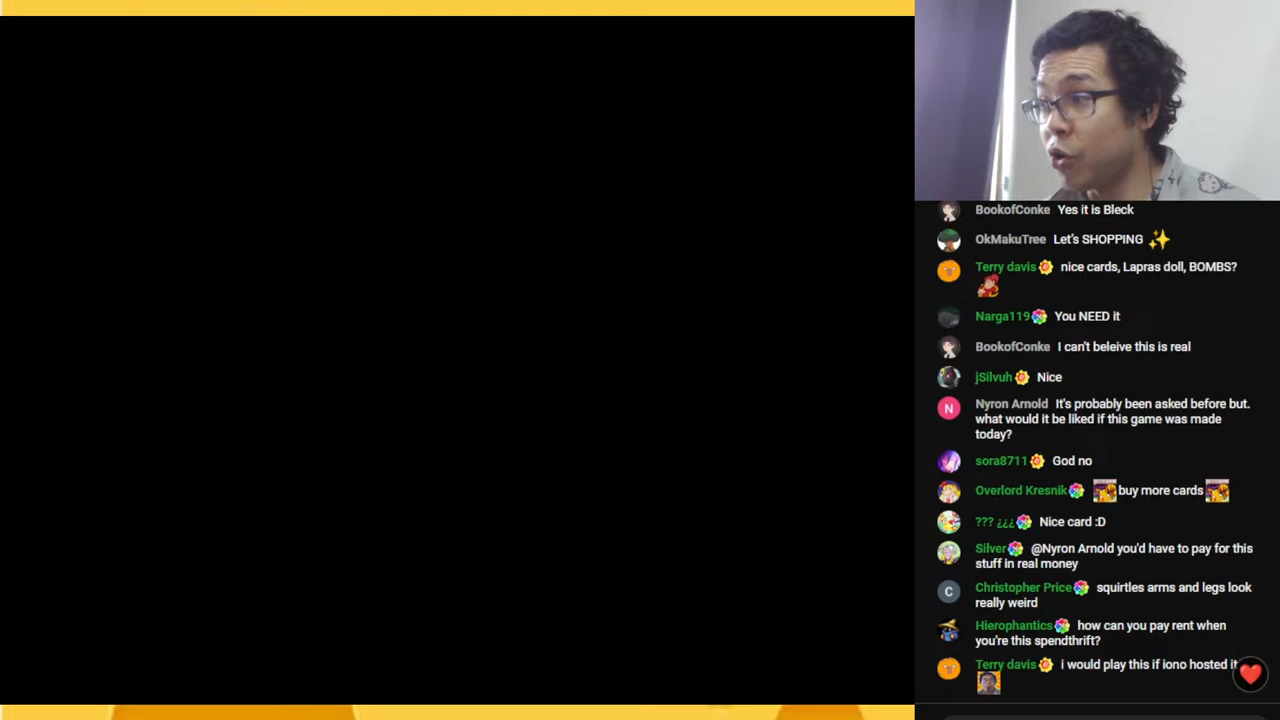 BookofConke Yes it is Bleck
OkMakuTree Let's SHOPPING
Terry davis nice cards, Lapras doll, BOMBS?
Narga119 You NEED it
BookofConke I can't beleive this is real
jSilvuh Nice
N Nyron Arnold It's probably been asked before but.
what would it be liked if this game was made
today?
sora8711 God no
Overlord Kresnik buy more cards
??? ¿¿¿ Nice card :D
Silver @Nyron Arnold you'd have to pay for this
stuff in real money
C Christopher Price squirtles arms and legs look
really weird
Hierophantics how can you pay rent when
you're this spendthrift?
Terry davis i would play this if iono hosted it